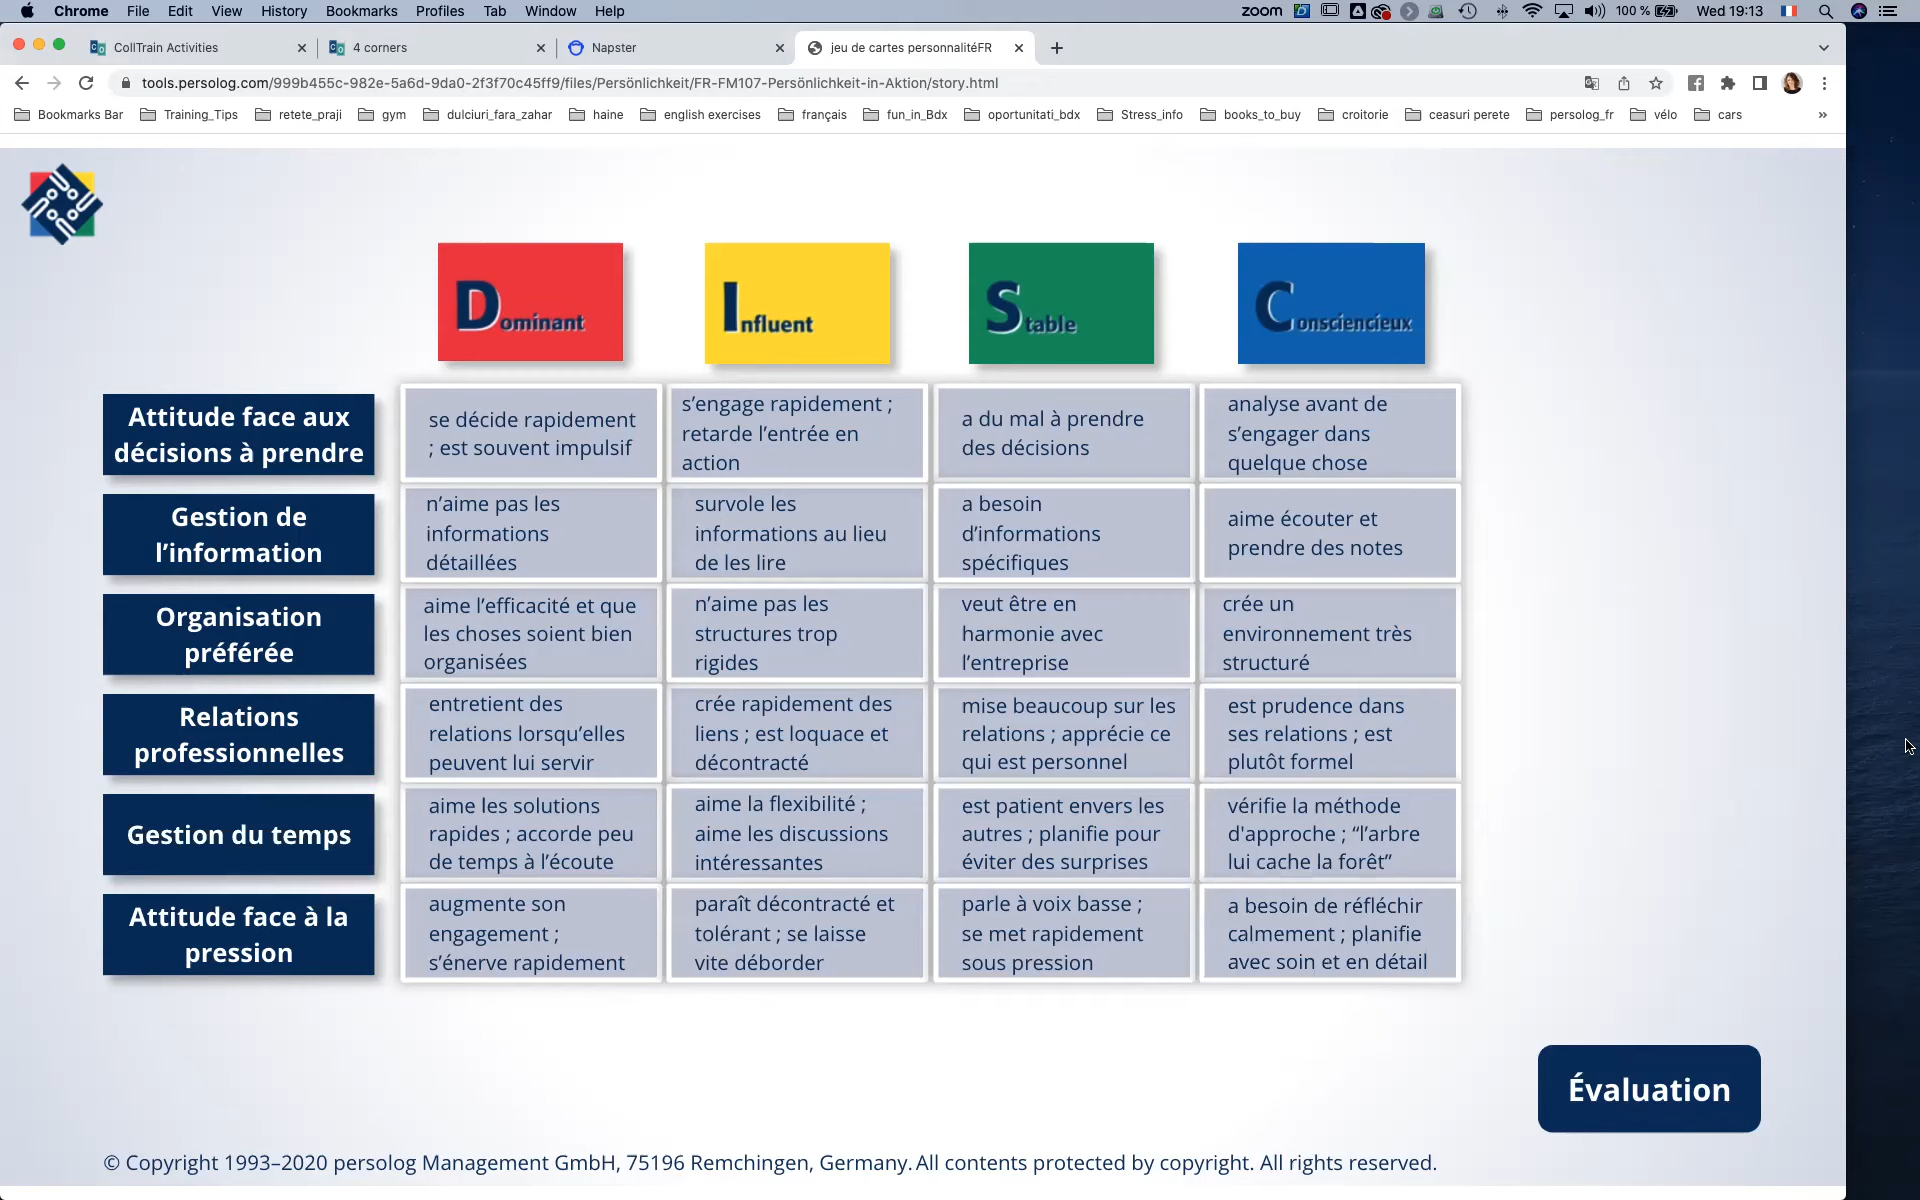 Chrome File Edit View History Bookmarks Profiles Tab Window Help zoom 100 % Wed 19:13
CollTrain Activities 4 corners Napster jeu de cartes personnalitéFR
tools.persolog.com/999b455c-982e-5a6d-9da0-2f3f70c45ff9/files/Persönlichkeit/FR-FM107-Persönlichkeit-in-Aktion/story.html
Bookmarks Bar Training_Tips retete_praji gym dulciuri_fara_zahar haine english exercises français fun_in_Bdx oportunitati_bdx Stress_info books_to_buy croitorie ceasuri perete persolog_fr vélo cars »
Dominant
Influent
Stable
Consciencieux
Attitude face aux
décisions à prendre
se décide rapidement
; est souvent impulsif
s’engage rapidement ;
retarde l’entrée en
action
a du mal à prendre
des décisions
analyse avant de
s’engager dans
quelque chose
Gestion de
l’information
n’aime pas les
informations
détaillées
survole les
informations au lieu
de les lire
a besoin
d’informations
spécifiques
aime écouter et
prendre des notes
Organisation
préférée
aime l’efficacité et que
les choses soient bien
organisées
n’aime pas les
structures trop
rigides
veut être en
harmonie avec
l’entreprise
crée un
environnement très
structuré
Relations
professionnelles
entretient des
relations lorsqu’elles
peuvent lui servir
crée rapidement des
liens ; est loquace et
décontracté
mise beaucoup sur les
relations ; apprécie ce
qui est personnel
est prudence dans
ses relations ; est
plutôt formel
Gestion du temps
aime les solutions
rapides ; accorde peu
de temps à l’écoute
aime la flexibilité ;
aime les discussions
intéressantes
est patient envers les
autres ; planifie pour
éviter des surprises
vérifie la méthode
d'approche ; “l’arbre
lui cache la forêt”
Attitude face à la
pression
augmente son
engagement ;
s’énerve rapidement
paraît décontracté et
tolérant ; se laisse
vite déborder
parle à voix basse ;
se met rapidement
sous pression
a besoin de réfléchir
calmement ; planifie
avec soin et en détail
Évaluation
© Copyright 1993–2020 persolog Management GmbH, 75196 Remchingen, Germany. All contents protected by copyright. All rights reserved.